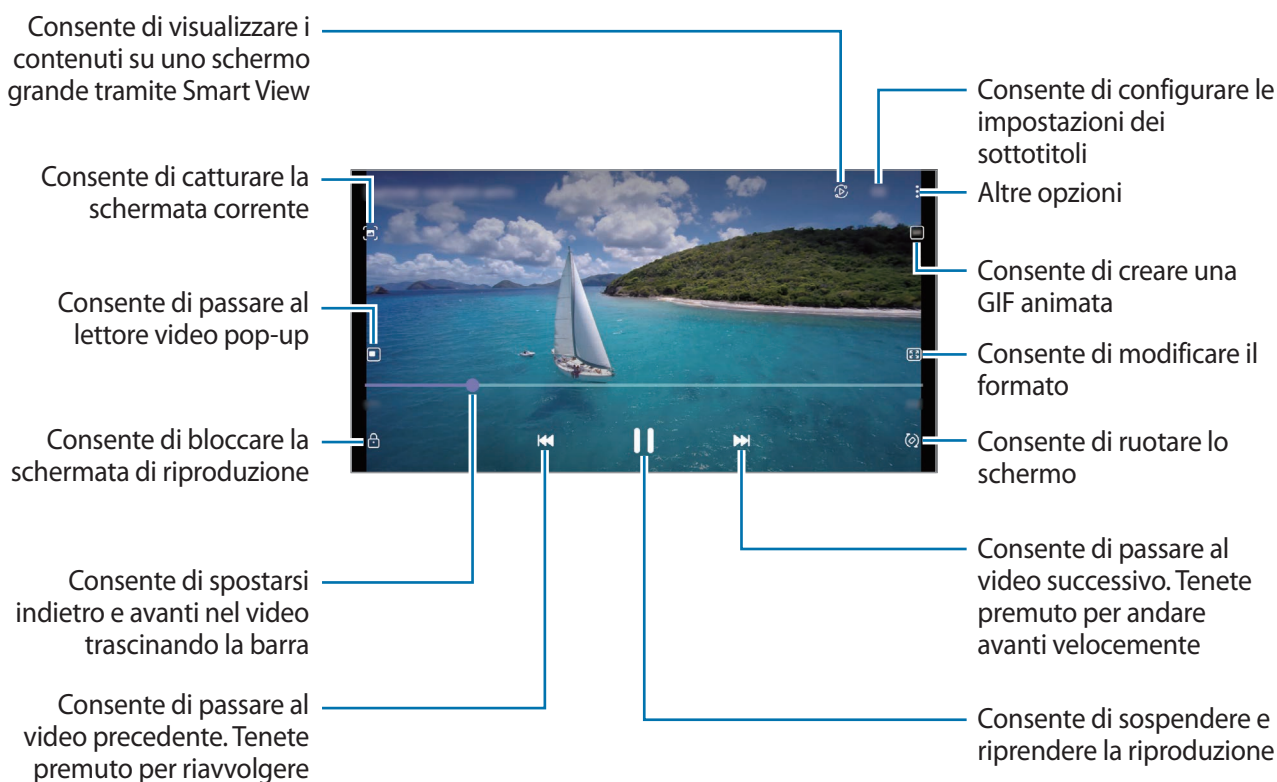 Consente di visualizzare i
contenuti su uno schermo
grande tramite Smart View
Consente di catturare la
schermata corrente
Consente di passare al
lettore video pop-up
Consente di bloccare la
schermata di riproduzione
Consente di spostarsi
indietro e avanti nel video
trascinando la barra
Consente di passare al
video precedente. Tenete
premuto per riavvolgere
Consente di configurare le
impostazioni dei
sottotitoli
Altre opzioni
Consente di creare una
GIF animata
Consente di modificare il
formato
Consente di ruotare lo
schermo
Consente di passare al
video successivo. Tenete
premuto per andare
avanti velocemente
Consente di sospendere e
riprendere la riproduzione